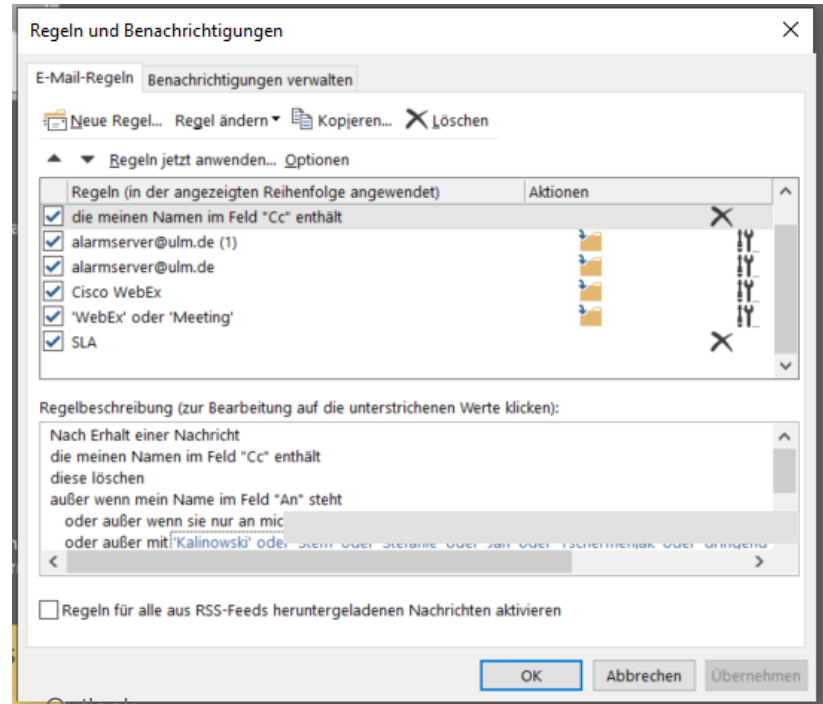 Regeln und Benachrichtigungen
E-Mail-Regeln Benachrichtigungen verwalten
Neue Regel... Regel ändern Kopieren... Löschen
Regeln jetzt anwenden... Optionen
Regeln (in der angezeigten Reihenfolge angewendet) Aktionen
die meinen Namen im Feld "Cc" enthält
alarmserver@ulm.de (1)
alarmserver@ulm.de
Cisco WebEx
'WebEx' oder 'Meeting'
SLA
Regelbeschreibung (zur Bearbeitung auf die unterstrichenen Werte klicken):
Nach Erhalt einer Nachricht
die meinen Namen im Feld "Cc" enthält
diese löschen
außer wenn mein Name im Feld "An" steht
oder außer wenn sie nur an mic
oder außer mit 'Kalinowski' oder
Regeln für alle aus RSS-Feeds heruntergeladenen Nachrichten aktivieren
OK Abbrechen Übernehmen